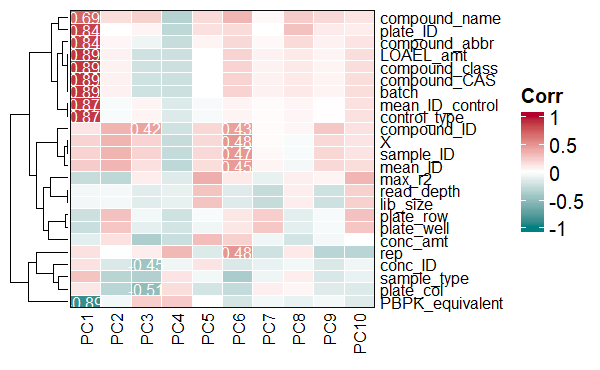 0.69 compound_name
0.84 plate_ID
0.84 compound_abbr
0.89 LOAEL_amt
0.89 compound_class
0.89 compound_CAS
0.89 batch
0.87 mean_ID_control
0.87 control_type
0.42 0.43 compound_ID
0.48 X
0.47 sample_ID
0.45 mean_ID
max_r2
read_depth
lib_size
plate_row
plate_well
conc_amt
0.48 rep
-0.45 conc_ID
sample_type
-0.51 plate_col
-0.89 PBPK_equivalent
PC1 PC2 PC3 PC4 PC5 PC6 PC7 PC8 PC9 PC10
Corr
1
0.5
0
-0.5
-1